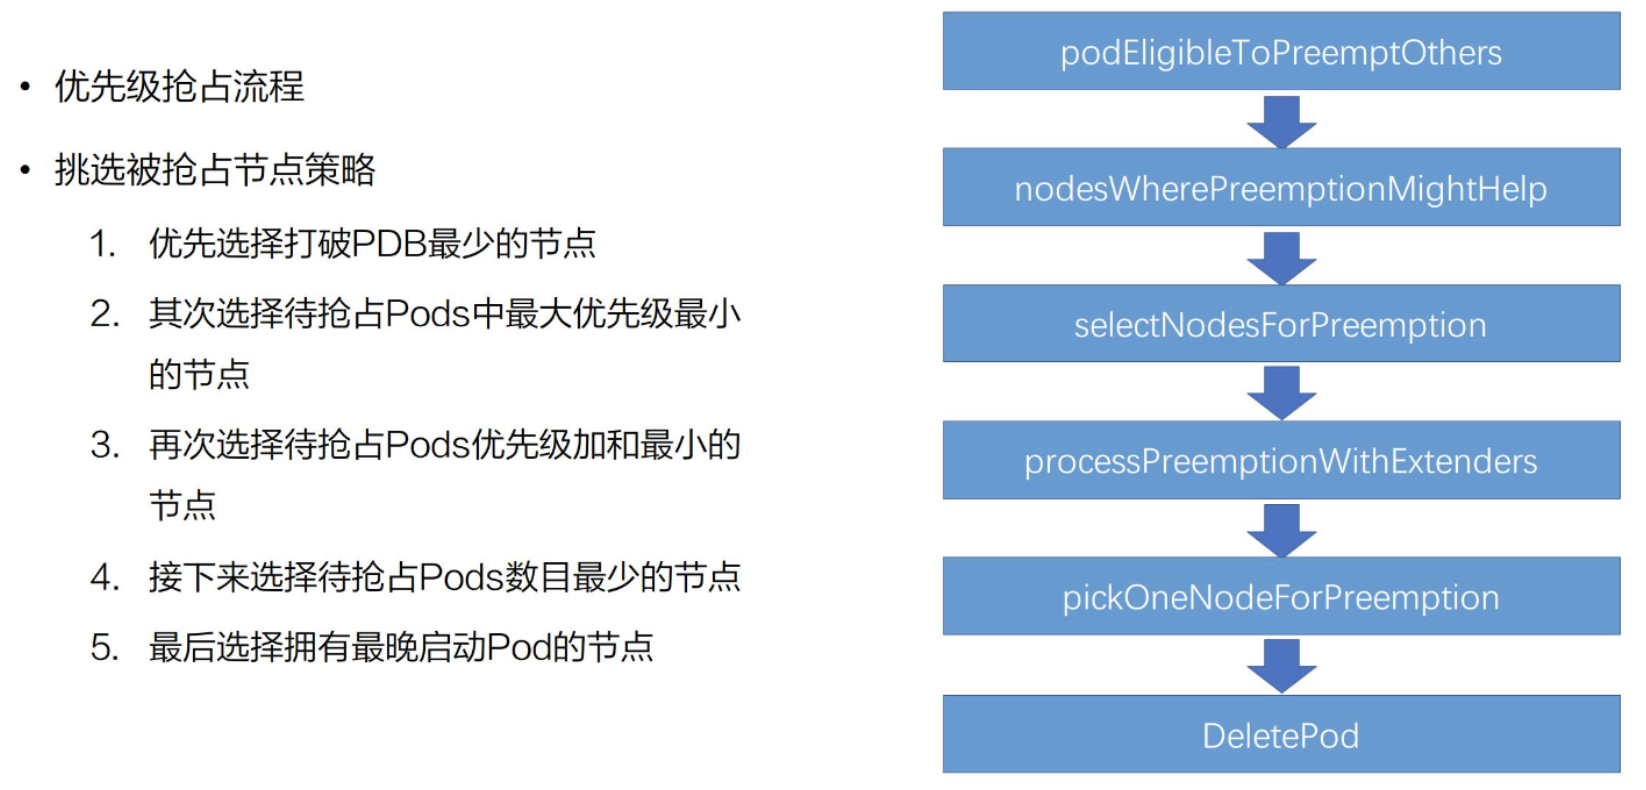 • 优先级抢占流程
• 挑选被抢占节点策略
1. 优先选择打破PDB最少的节点
2. 其次选择待抢占Pods中最大优先级最小
的节点
3. 再次选择待抢占Pods优先级加和最小的
节点
4. 接下来选择待抢占Pods数目最少的节点
5. 最后选择拥有最晚启动Pod的节点
podEligibleToPreemptOthers
nodesWherePreemptionMightHelp
selectNodesForPreemption
processPreemptionWithExtenders
pickOneNodeForPreemption
DeletePod